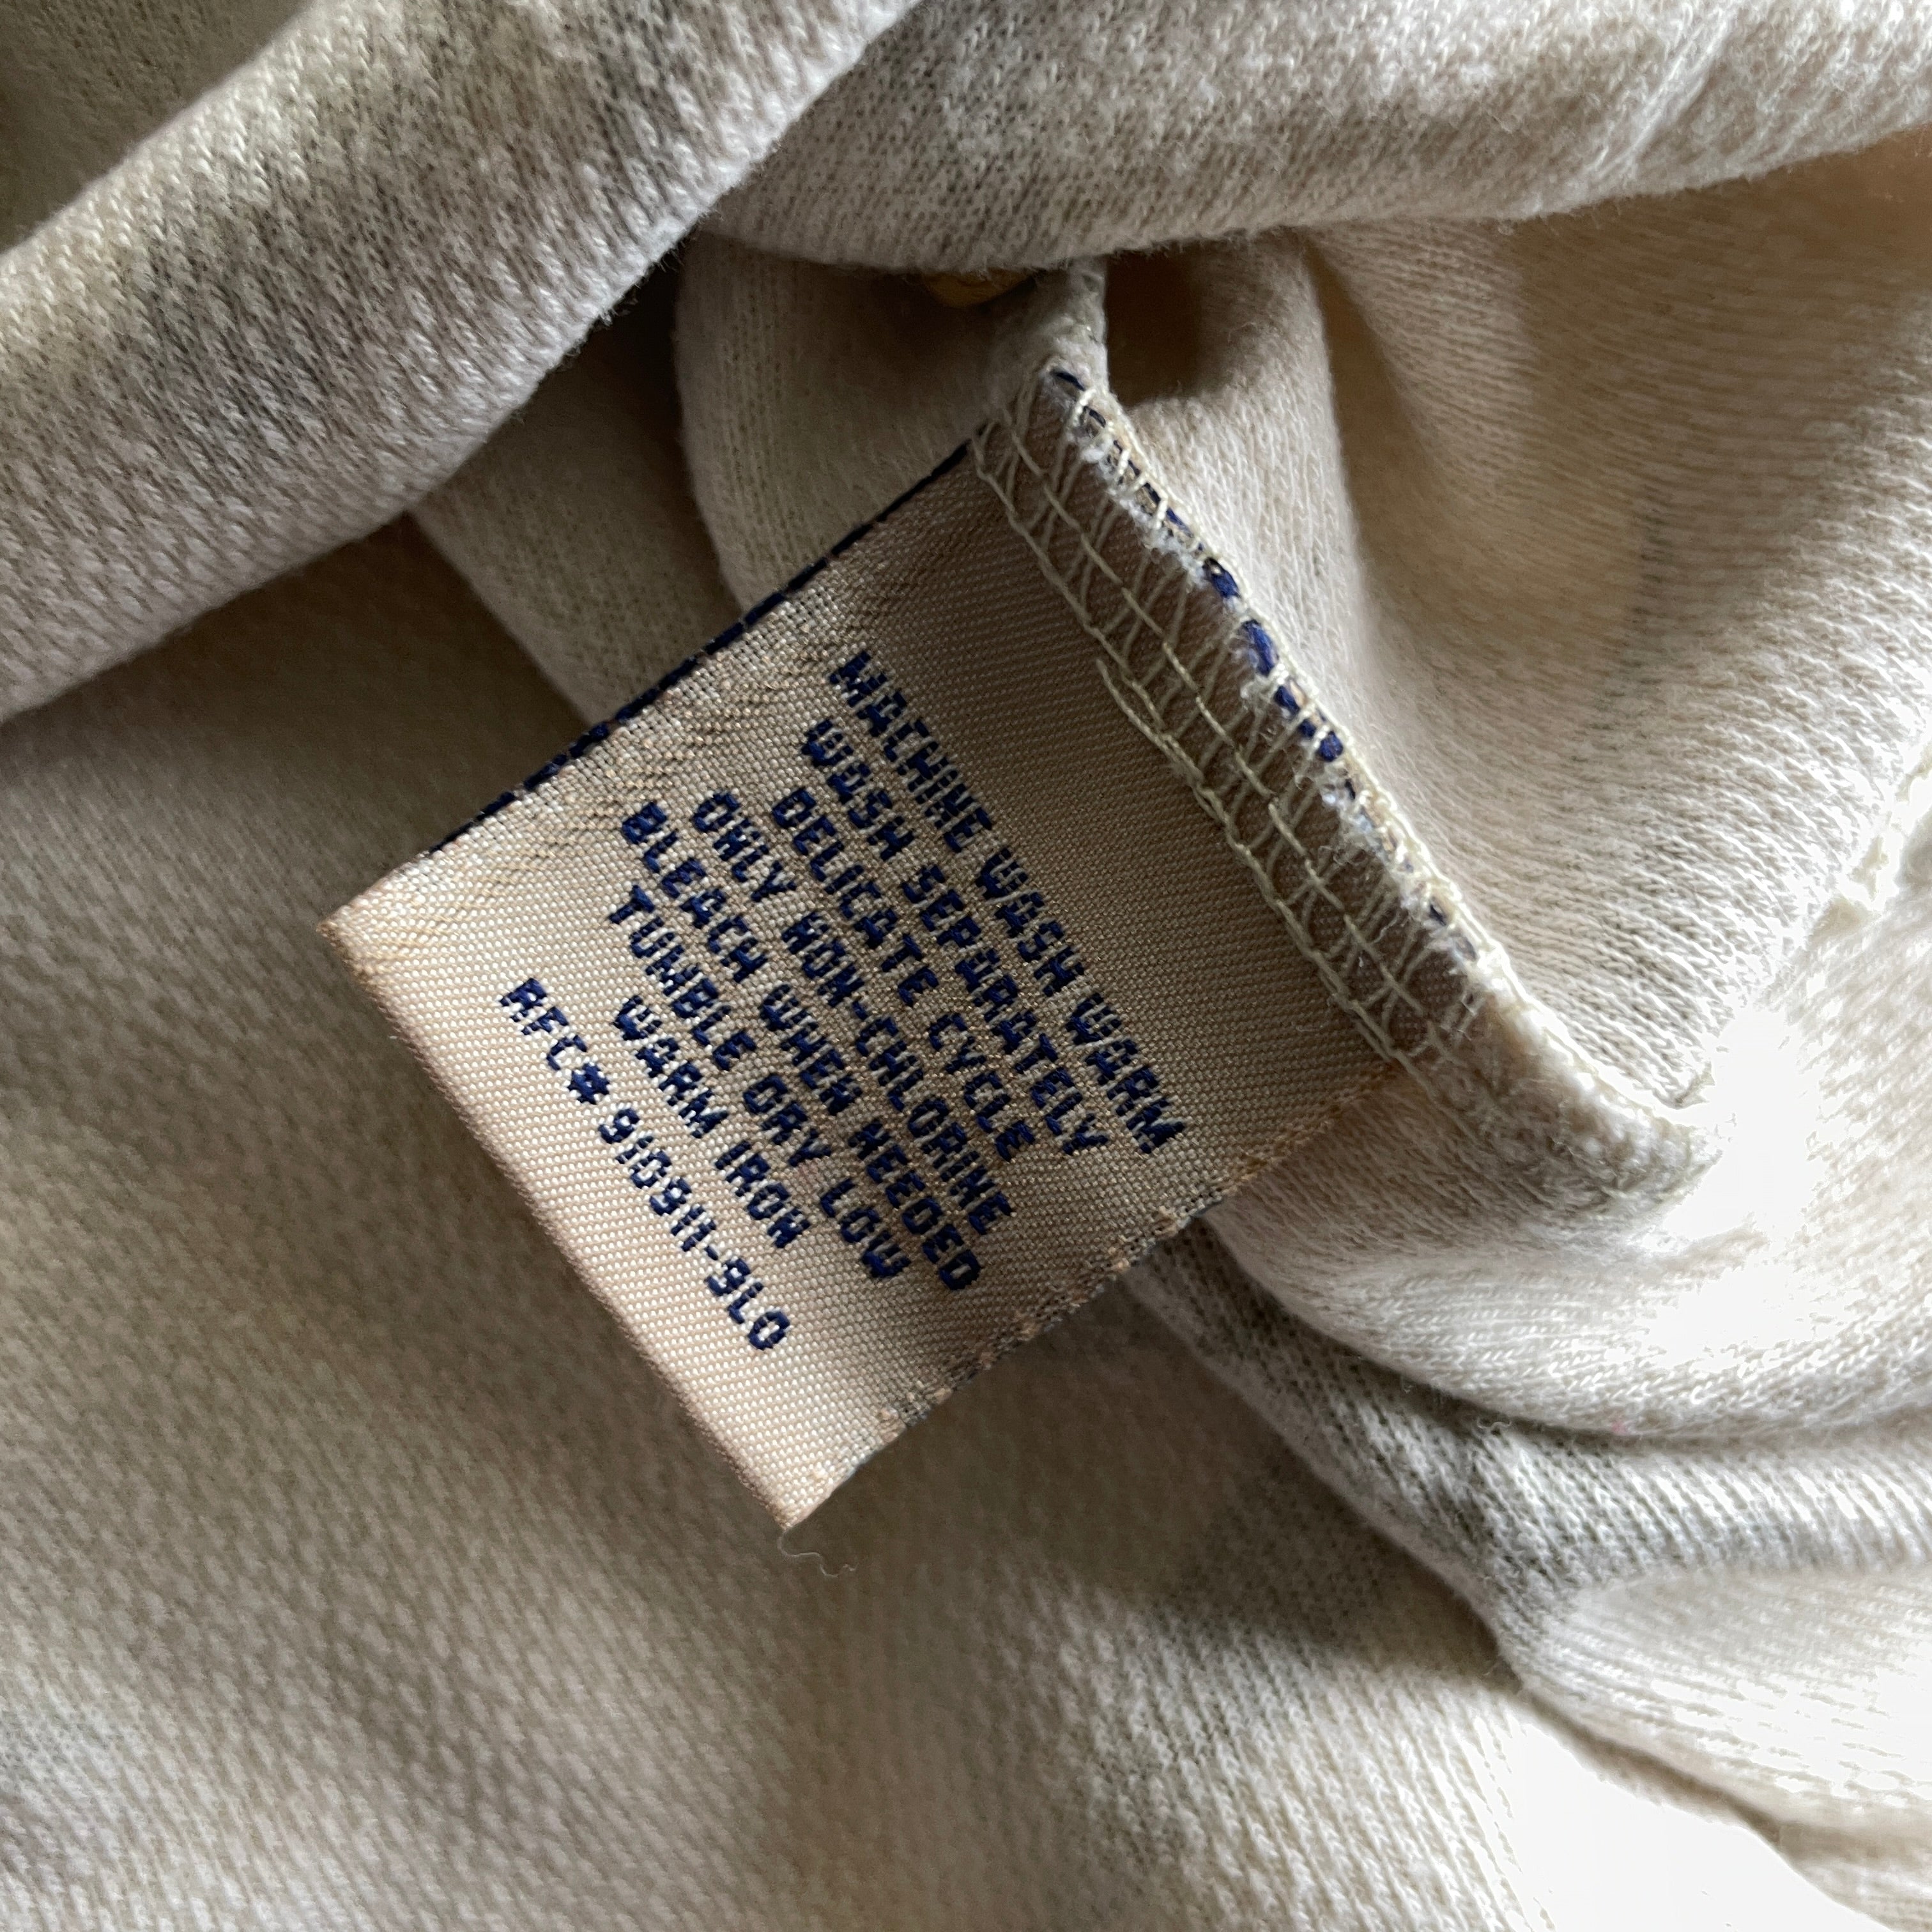 MACHINE WASH WARM
WASH SEPARATELY
DELICATE CYCLE
ONLY NON-CHLORINE
BLEACH WHEN NEEDED
TUMBLE DRY LOW
WARM IRON
RFC# 910911-9LO